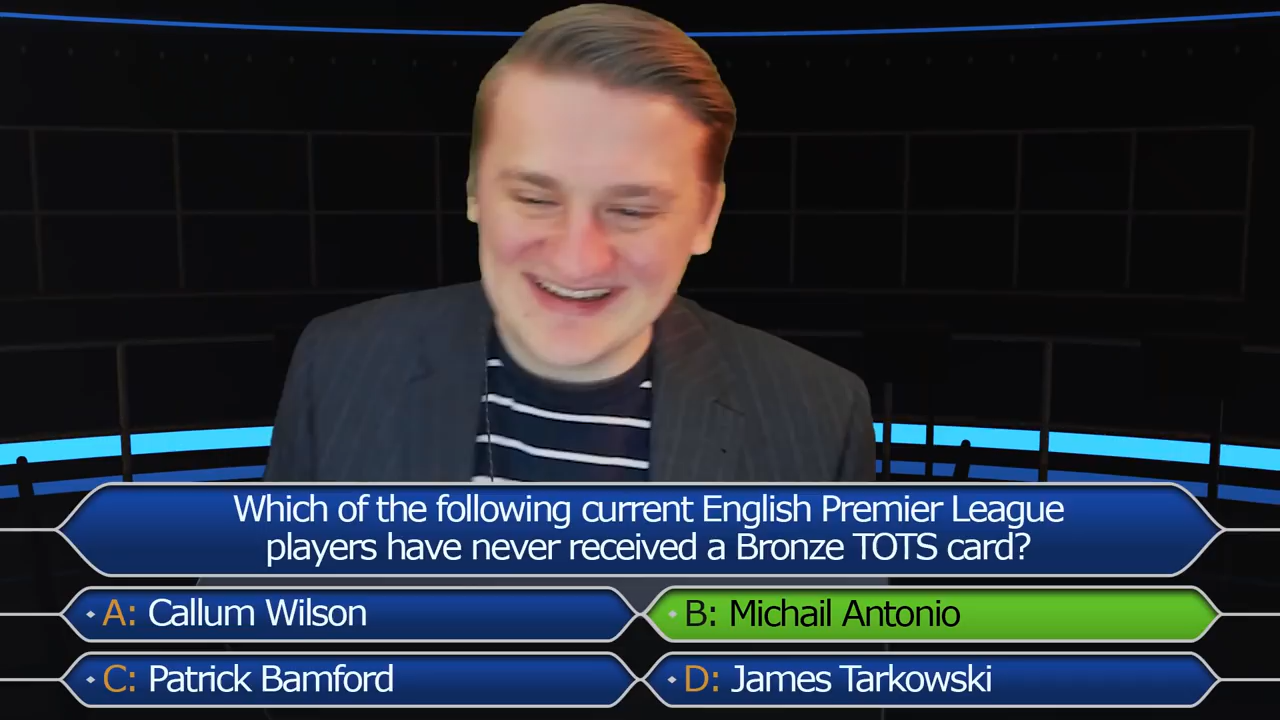 Which of the following current English Premier League
players have never received a Bronze TOTS card?
A: Callum Wilson
B: Michail Antonio
C: Patrick Bamford
D: James Tarkowski